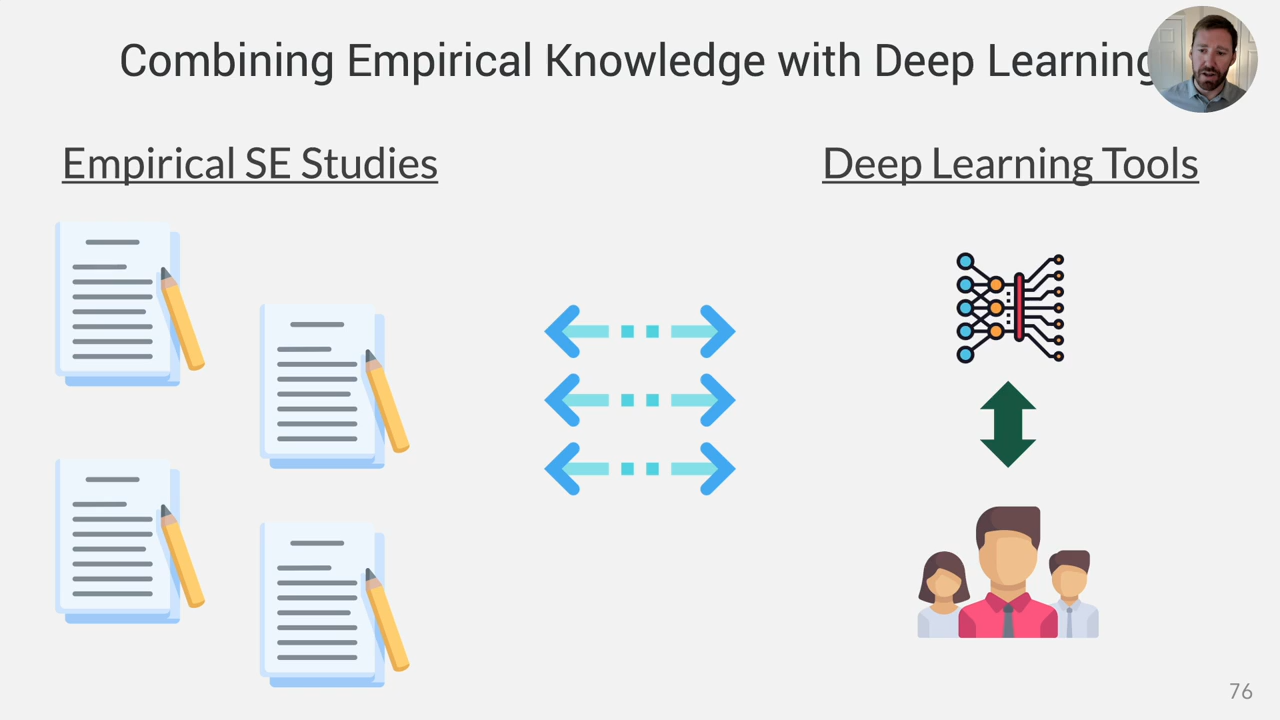 Combining Empirical Knowledge with Deep Learning
Empirical SE Studies
Deep Learning Tools
76